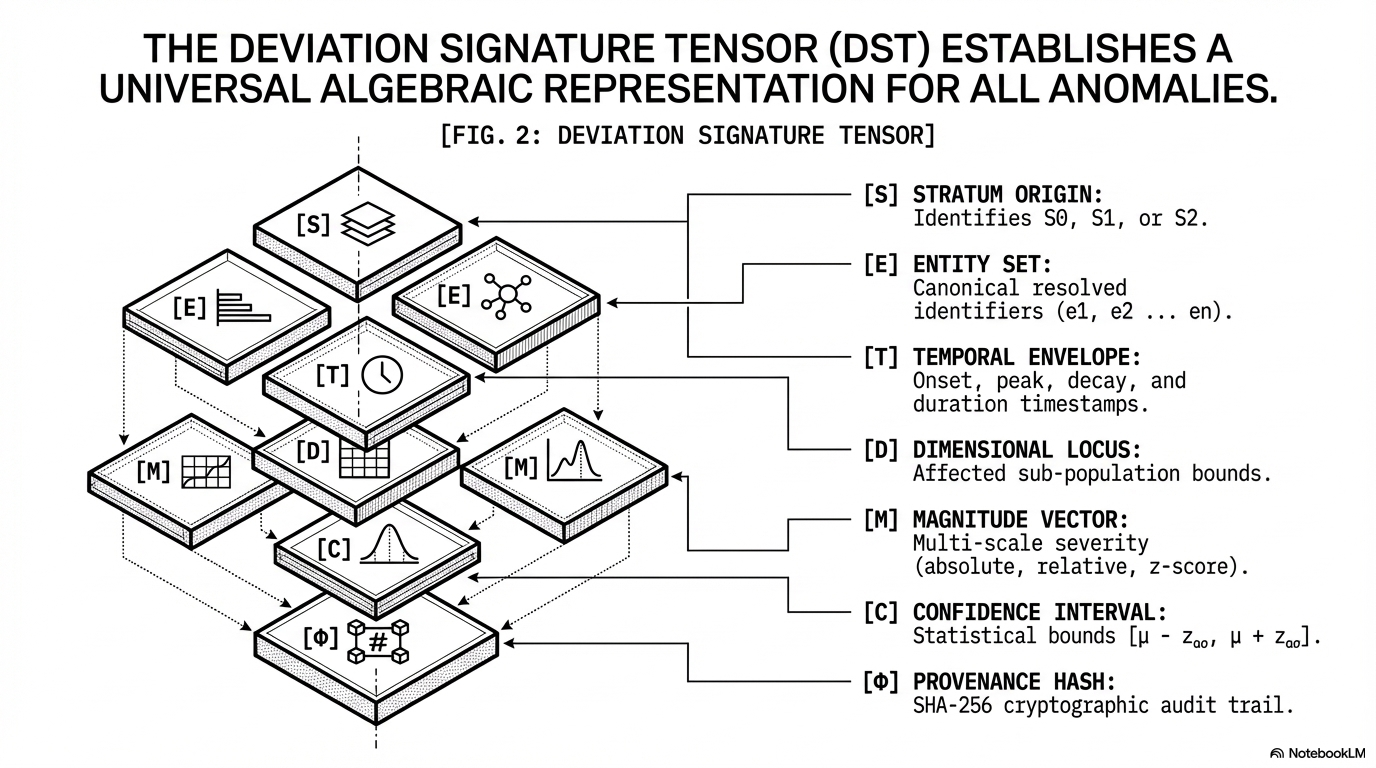 THE DEVIATION SIGNATURE TENSOR (DST) ESTABLISHES A
UNIVERSAL ALGEBRAIC REPRESENTATION FOR ALL ANOMALIES.
[FIG. 2: DEVIATION SIGNATURE TENSOR]
[S]
[E]
[E]
[T]
[M]
[D]
[M]
[C]
[Φ] #
[S] STRATUM ORIGIN:
Identifies S0, S1, or S2.
[E] ENTITY SET:
Canonical resolved
identifiers (e1, e2 ... en).
[T] TEMPORAL ENVELOPE:
Onset, peak, decay, and
duration timestamps.
[D] DIMENSIONAL LOCUS:
Affected sub-population bounds.
[M] MAGNITUDE VECTOR:
Multi-scale severity
(absolute, relative, z-score).
[C] CONFIDENCE INTERVAL:
Statistical bounds [μ - zασ, μ + zασ].
[Φ] PROVENANCE HASH:
SHA-256 cryptographic audit trail.
NotebookLM